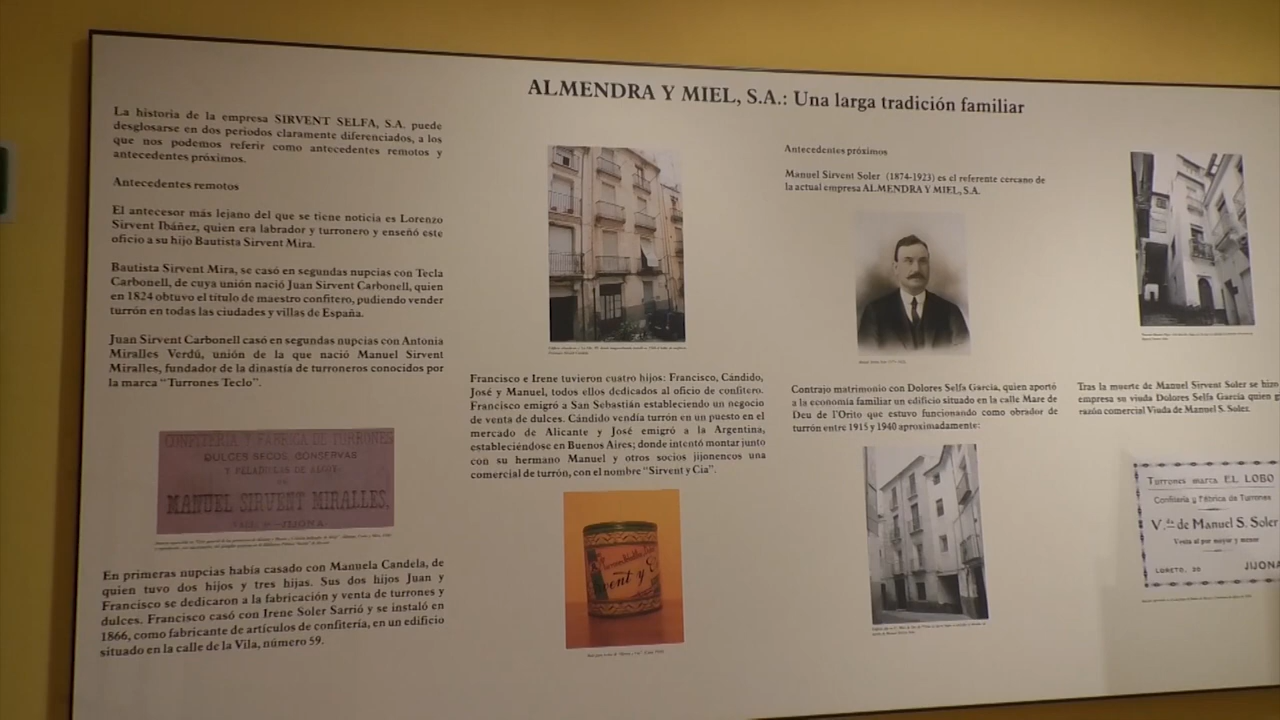 ALMENDRA Y MIEL, S.A.: Una larga tradición familiar
La historia de la empresa SIRVENT SELFA, S.A. puede
desglosarse en dos periodos claramente diferenciados, a los
que nos podemos referir como antecedentes remotos y
antecedentes próximos.
Antecedentes remotos
El antecesor más lejano del que se tiene noticia es Lorenzo
Sirvent Ibáñez, quien era labrador y turronero y enseñó este
oficio a su hijo Bautista Sirvent Mira.
Bautista Sirvent Mira, se casó en segundas nupcias con Tecla
Carbonell, de cuya unión nació Juan Sirvent Carbonell, quien
en 1824 obtuvo el título de maestro confitero, pudiendo vender
turrón en todas las ciudades y villas de España.
Juan Sirvent Carbonell casó en segundas nupcias con Antonia
Miralles Verdú, unión de la que nació Manuel Sirvent
Miralles, fundador de la dinastía de turroneros conocidos por
la marca “Turrones Teclo”.
CONFITERIA Y FABRICA DE TURRONES
DULCES SECOS, CONSERVAS
Y PELADILLAS DE ALCOY
DE
MANUEL SIRVENT MIRALLES,
JIJONA
En primeras nupcias había casado con Manuela Candela, de
quien tuvo dos hijos y tres hijas. Sus dos hijos Juan y
Francisco se dedicaron a la fabricación y venta de turrones y
dulces. Francisco casó con Irene Soler Sarrió y se instaló en
1866, como fabricante de artículos de confitería, en un edificio
situado en la calle de la Vila, número 59.
Francisco e Irene tuvieron cuatro hijos: Francisco, Cándido,
José y Manuel, todos ellos dedicados al oficio de confitero.
Francisco emigró a San Sebastián estableciendo un negocio
de venta de dulces. Cándido vendía turrón en un puesto en el
mercado de Alicante y José emigró a la Argentina,
estableciéndose en Buenos Aires; donde intentó montar junto
con su hermano Manuel y otros socios jijonencos una
comercial de turrón, con el nombre “Sirvent y Cia”.
Antecedentes próximos
Manuel Sirvent Soler (1874-1923) es el referente cercano de
la actual empresa ALMENDRA Y MIEL, S.A.
Contrajo matrimonio con Dolores Selfa García, quien aportó
a la economía familiar un edificio situado en la calle Mare de
Deu de l’Orito que estuvo funcionando como obrador de
turrón entre 1915 y 1940 aproximadamente:
Tras la muerte de Manuel Sirvent Soler se hizo
empresa su viuda Dolores Selfa García quien
razón comercial Viuda de Manuel S. Soler.
Turrones marca EL LOBO
Confitería y Fábrica de Turrones
V.da de Manuel S. Soler
Venta al por mayor y menor
LORETO, 20 JIJONA